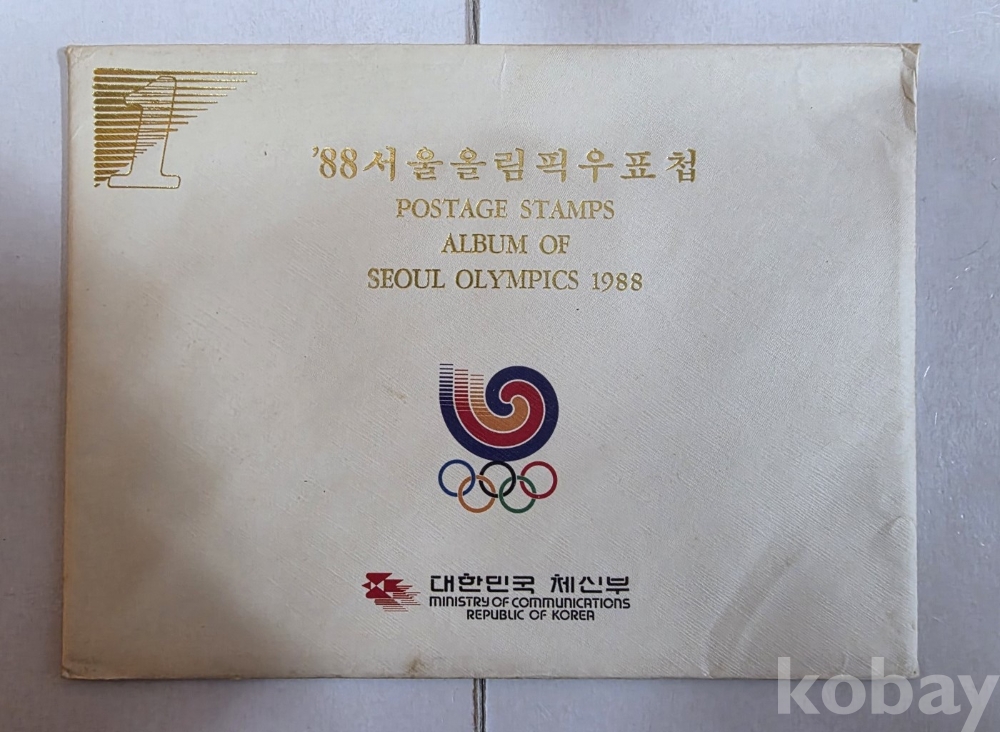 1
'88서울올림픽우표첩
POSTAGE STAMPS
ALBUM OF
SEOUL OLYMPICS 1988
대한민국 체신부
MINISTRY OF COMMUNICATIONS
REPUBLIC OF KOREA
kobay